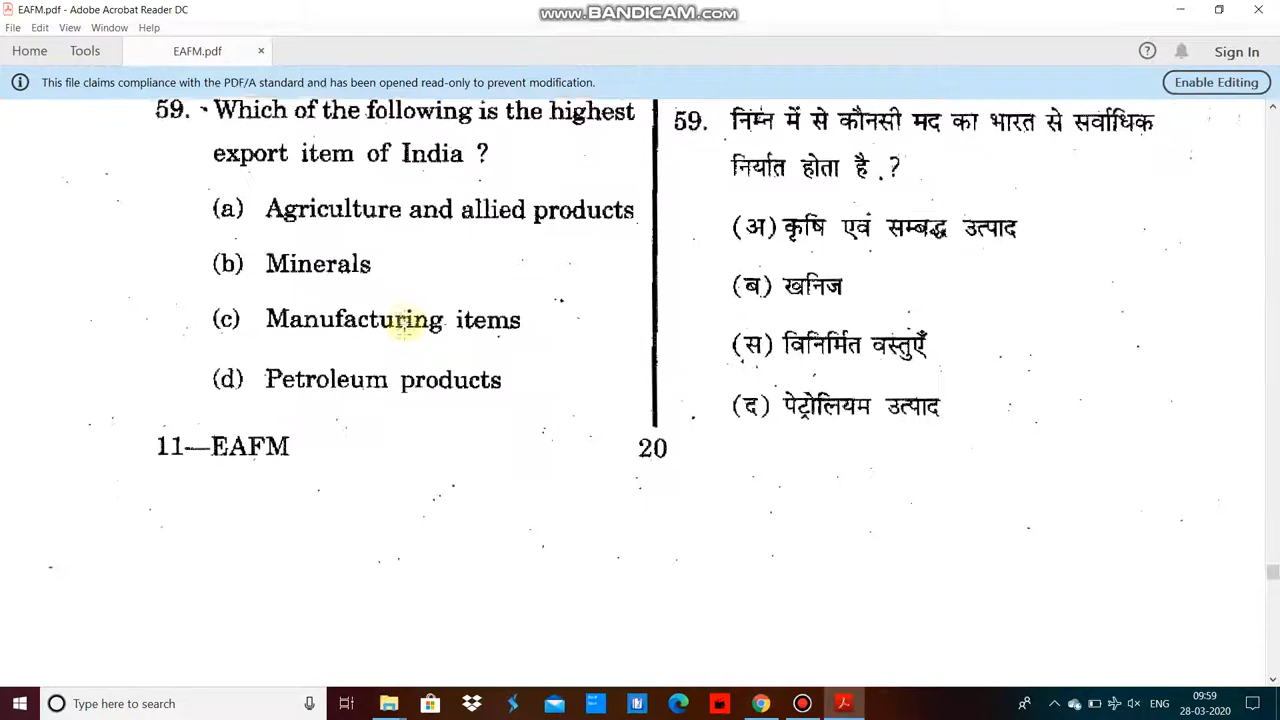 EAFM.pdf - Adobe Acrobat Reader DC
www.BANDICAM.com
File Edit View Window Help
Home Tools EAFM.pdf × ? Sign In
This file claims compliance with the PDF/A standard and has been opened read-only to prevent modification. Enable Editing
59. Which of the following is the highest
export item of India ?
(a) Agriculture and allied products
(b) Minerals
(c) Manufacturing items
(d) Petroleum products
11—EAFM
59. निम्न में से कौनसी मद का भारत से सर्वाधिक
निर्यात होता है ?
(अ) कृषि एवं सम्बद्ध उत्पाद
(ब) खनिज
(स) विनिर्मित वस्तुएँ
(द) पेट्रोलियम उत्पाद
20
Type here to search
ENG
09:59
28-03-2020